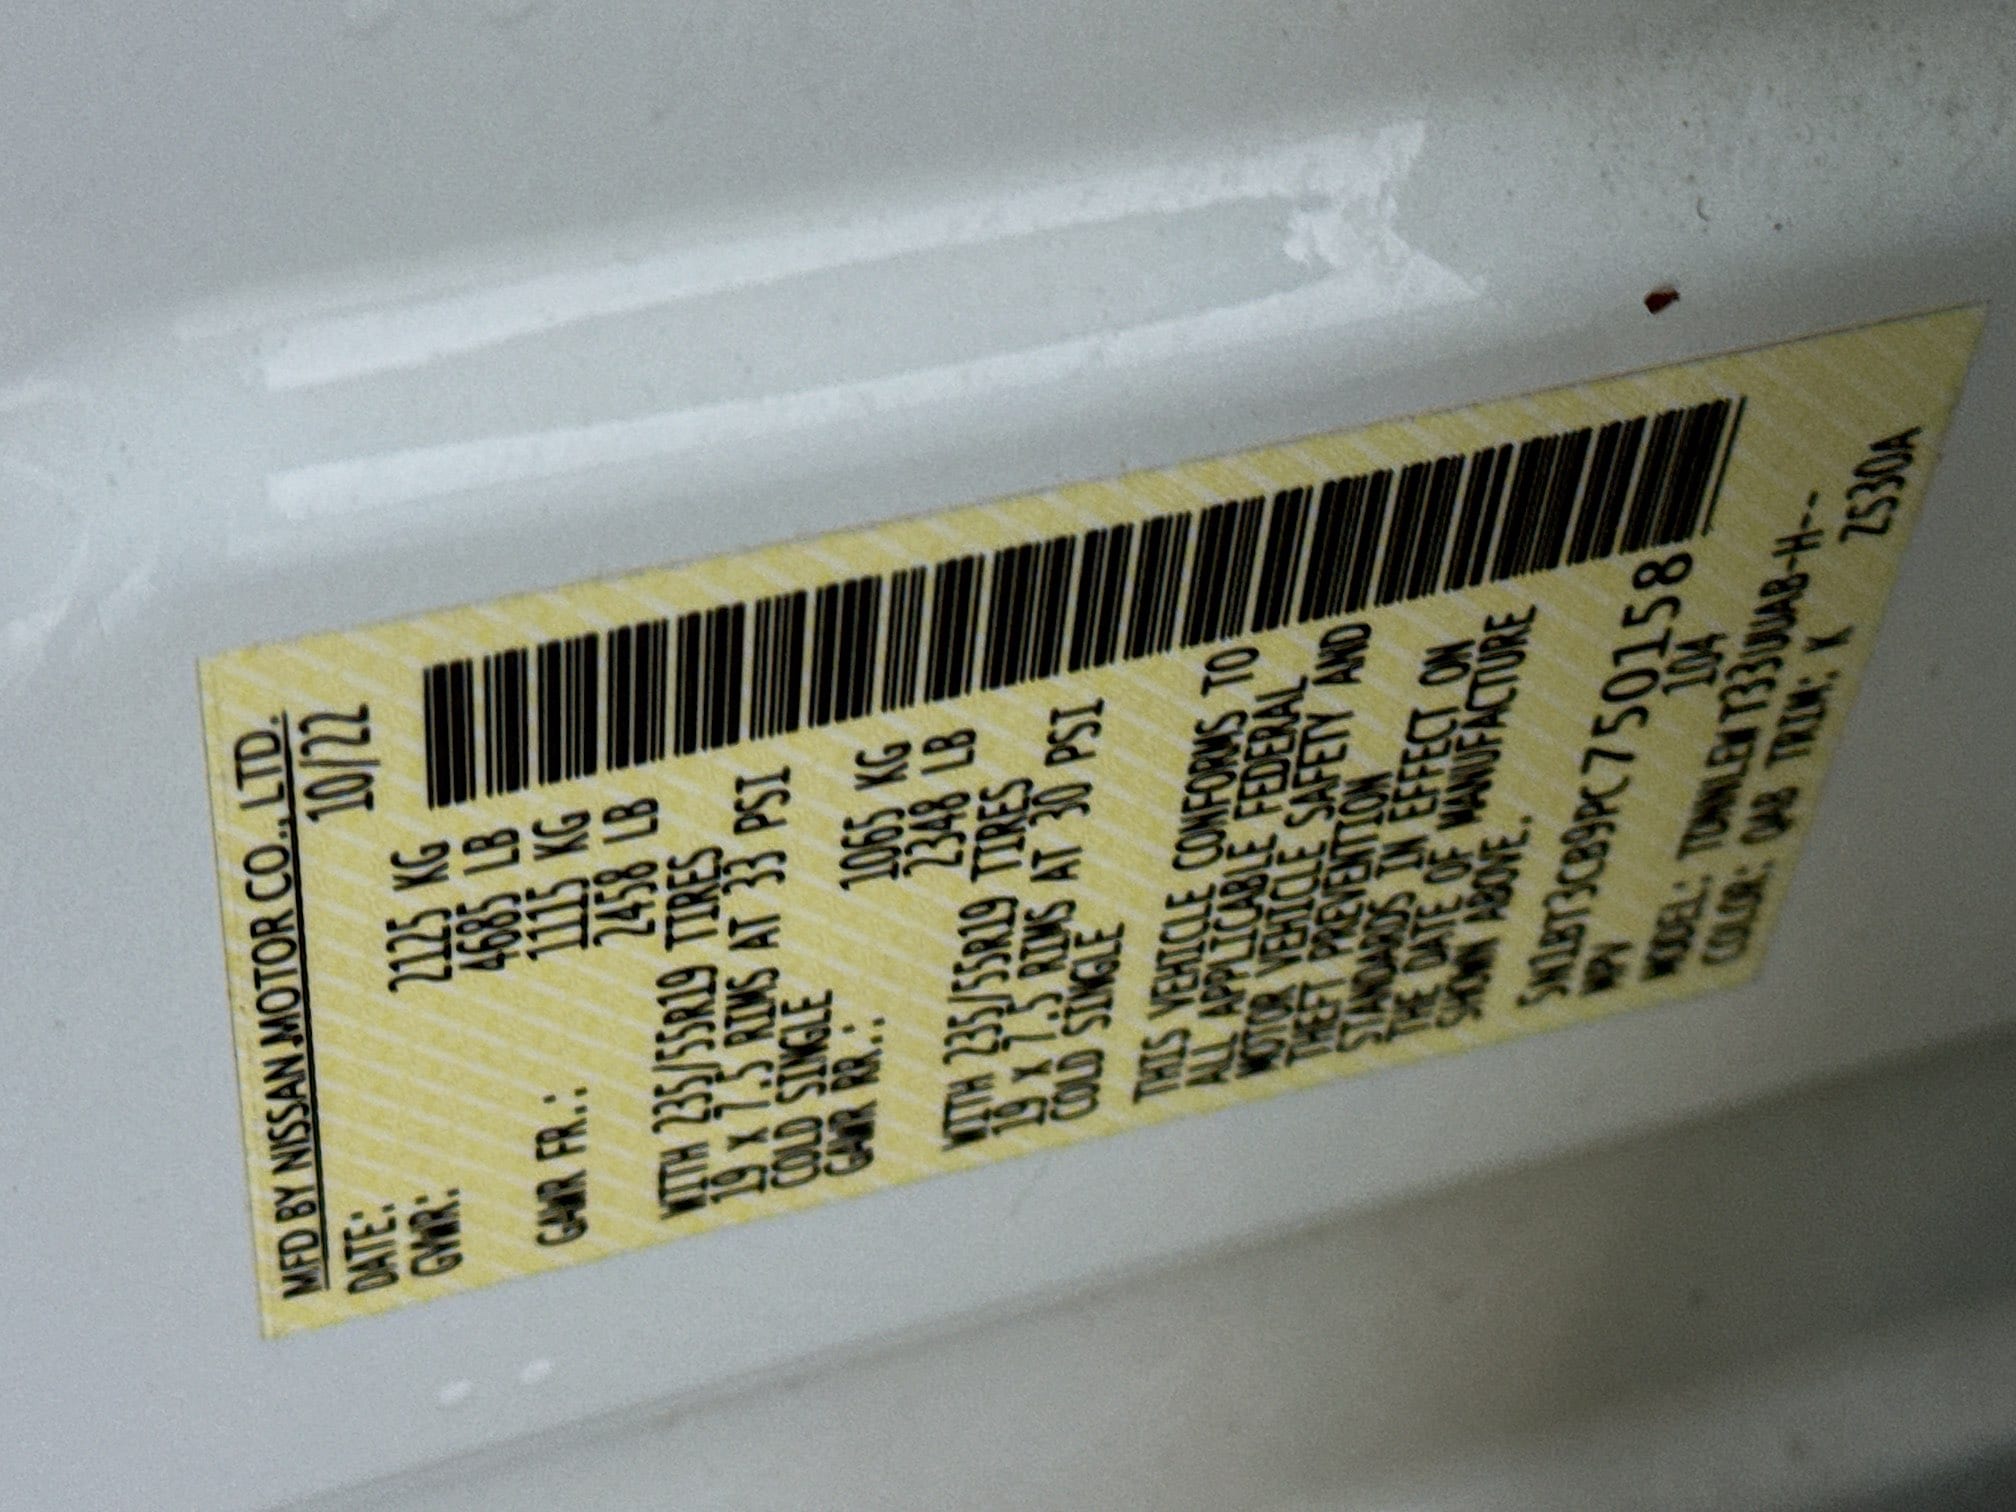 MFD BY NISSAN MOTOR CO., LTD.
DATE: 10/22
GVWR: 2125 KG
4685 LB
GAWR FR.: 1115 KG
2458 LB
WITH 235/55R19 TIRES
19 x 7.5 RIMS AT 33 PSI
COLD SINGLE
GAWR RR.: 1065 KG
2348 LB
WITH 235/55R19 TIRES
19 x 7.5 RIMS AT 30 PSI
COLD SINGLE
THIS VEHICLE CONFORMS TO
ALL APPLICABLE FEDERAL
MOTOR VEHICLE SAFETY AND
THEFT PREVENTION
STANDARDS IN EFFECT ON
THE DATE OF MANUFACTURE
SHOWN ABOVE.
5N1BT3CB9PC750158
MPV 104
MODEL: TDNNLEWT33UUAB-H--
COLOR: QAB TRIM: K Z530A